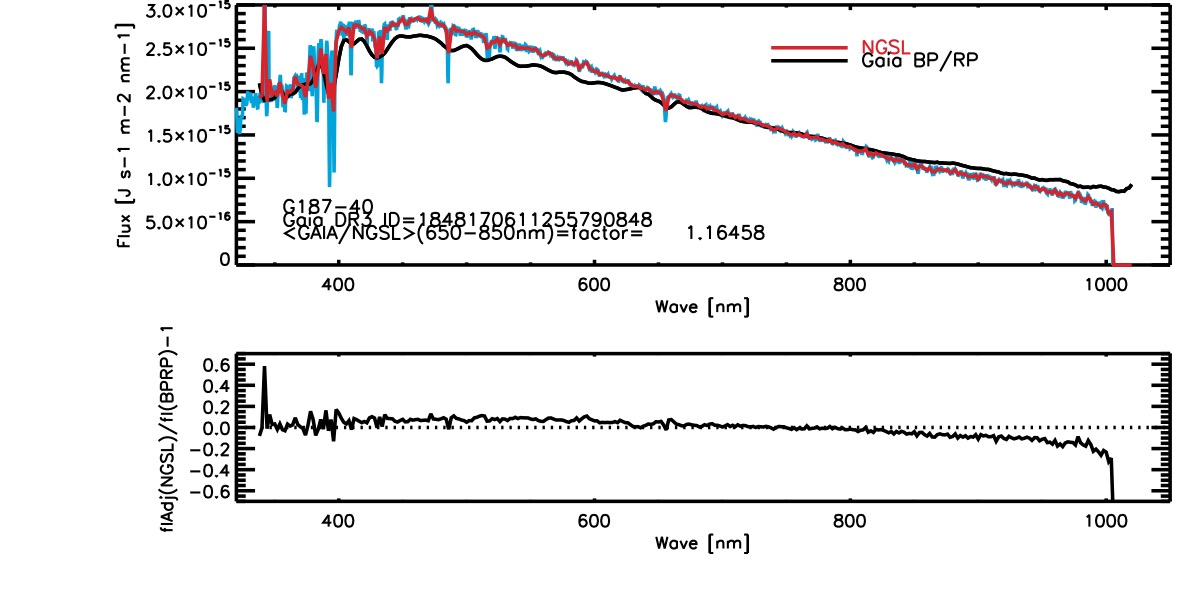 3.0×10−15
2.5×10−15
2.0×10−15
1.5×10−15
1.0×10−15
5.0×10−16
0
Flux [J s−1 m−2 nm−1]
NGSL
Gaia BP/RP
G187−40
Gaia DR3 ID=1848170611255790848
<GAIA/NGSL>(650−850nm)=factor= 1.16458
400 600 800 1000
Wave [nm]
0.6
0.4
0.2
0.0
−0.2
−0.4
−0.6
flAdj(NGSL)/fl(BPRP)−1
400 600 800 1000
Wave [nm]